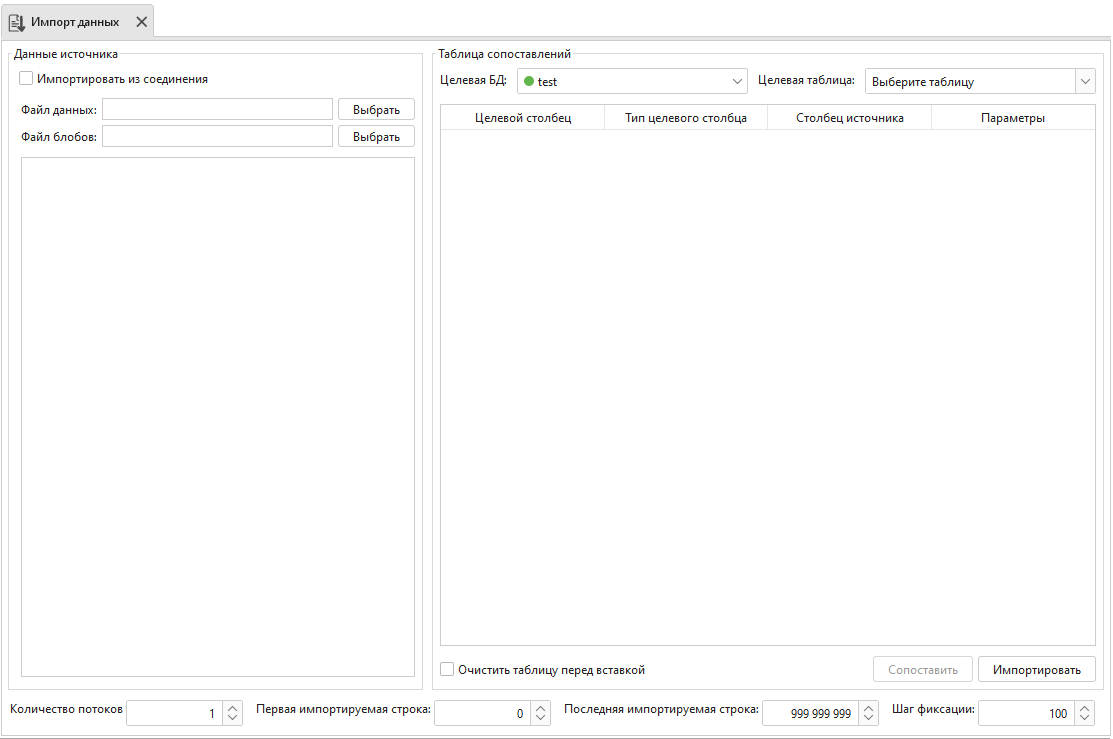 Импорт данных
Данные источника
Импортировать из соединения
Файл данных: Выбрать
Файл блобов: Выбрать
Таблица сопоставлений
Целевая БД: test Целевая таблица: Выберите таблицу
Целевой столбец Тип целевого столбца Столбец источника Параметры
Очистить таблицу перед вставкой Сопоставить Импортировать
Количество потоков 1 Первая импортируемая строка: 0 Последняя импортируемая строка: 999 999 999 Шаг фиксации: 100